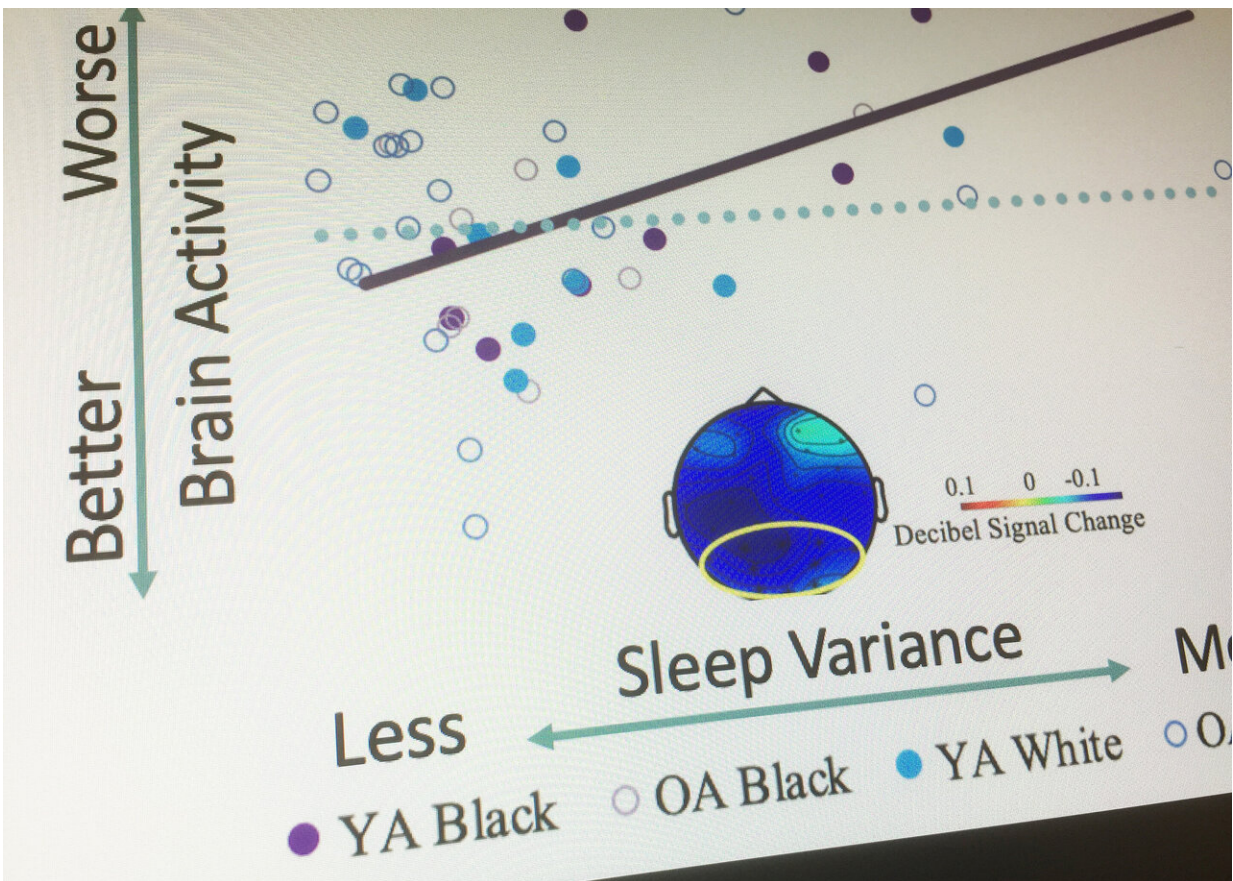 Worse
Better
Brain Activity
0.1 0 -0.1
Decibel Signal Change
Sleep Variance
Less
YA Black
OA Black
YA White